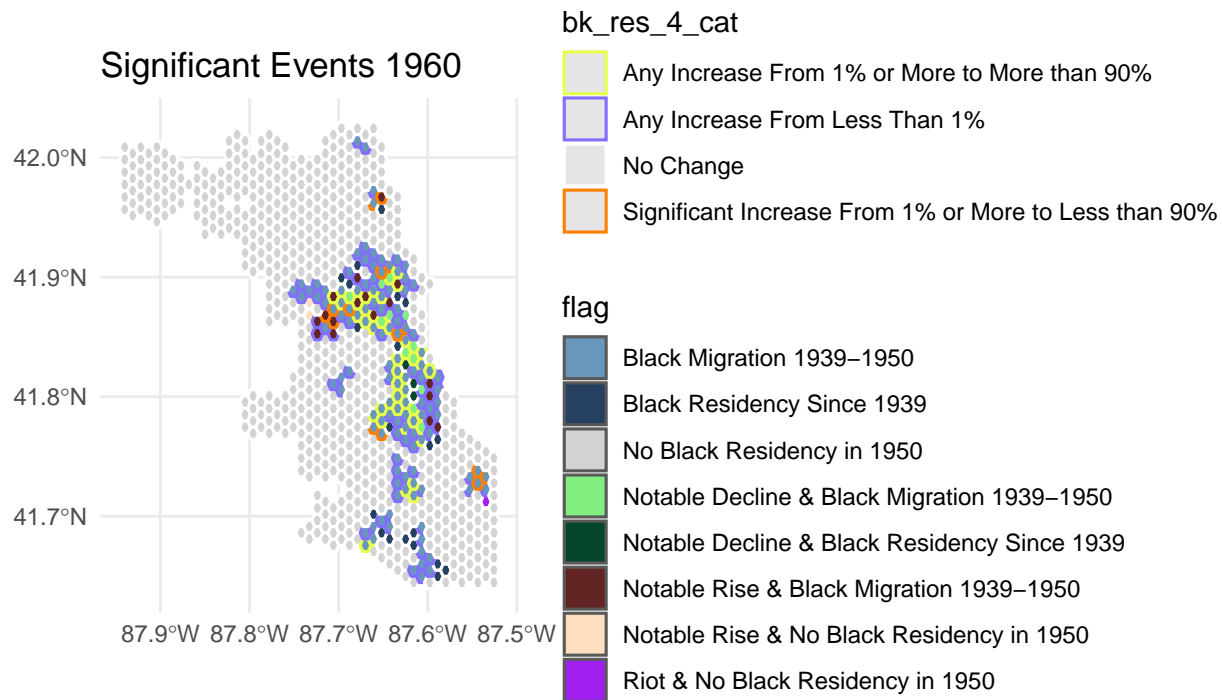 Significant Events 1960
42.0°N
41.9°N
41.8°N
41.7°N
87.9°W 87.8°W 87.7°W 87.6°W 87.5°W
bk_res_4_cat
Any Increase From 1% or More to More than 90%
Any Increase From Less Than 1%
No Change
Significant Increase From 1% or More to Less than 90%
flag
Black Migration 1939−1950
Black Residency Since 1939
No Black Residency in 1950
Notable Decline & Black Migration 1939−1950
Notable Decline & Black Residency Since 1939
Notable Rise & Black Migration 1939−1950
Notable Rise & No Black Residency in 1950
Riot & No Black Residency in 1950